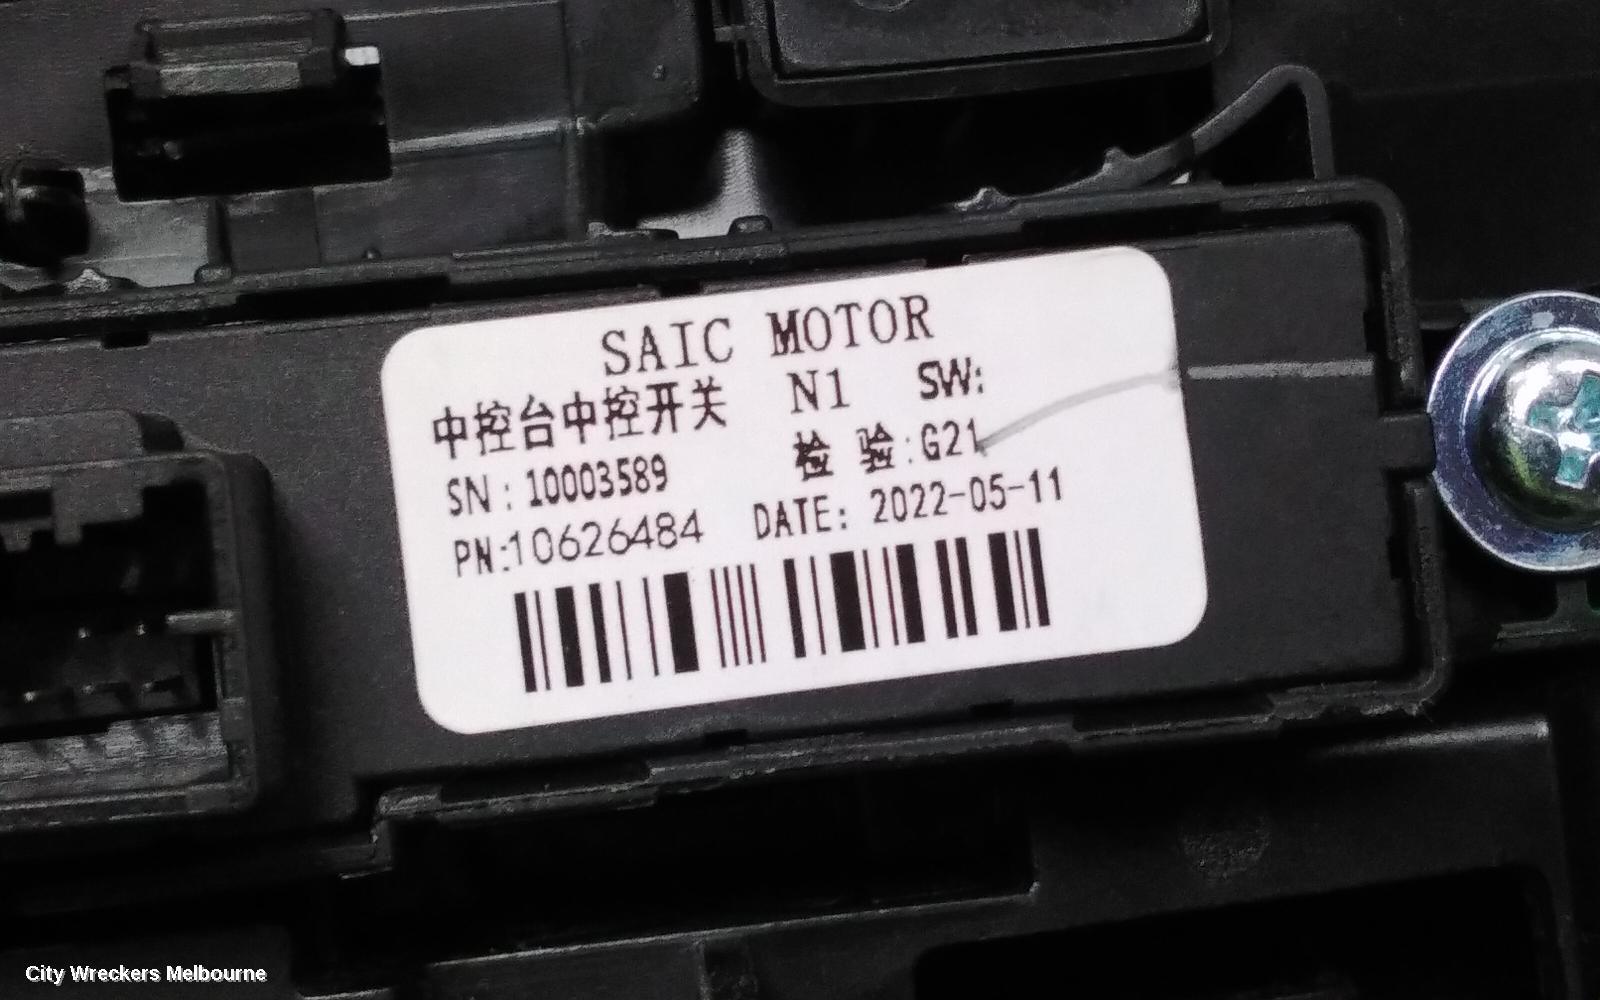 SAIC MOTOR
中控台中控开关 N1 SW:
SN: 10003589 检 验:G21
PN:10626484 DATE: 2022-05-11
City Wreckers Melbourne